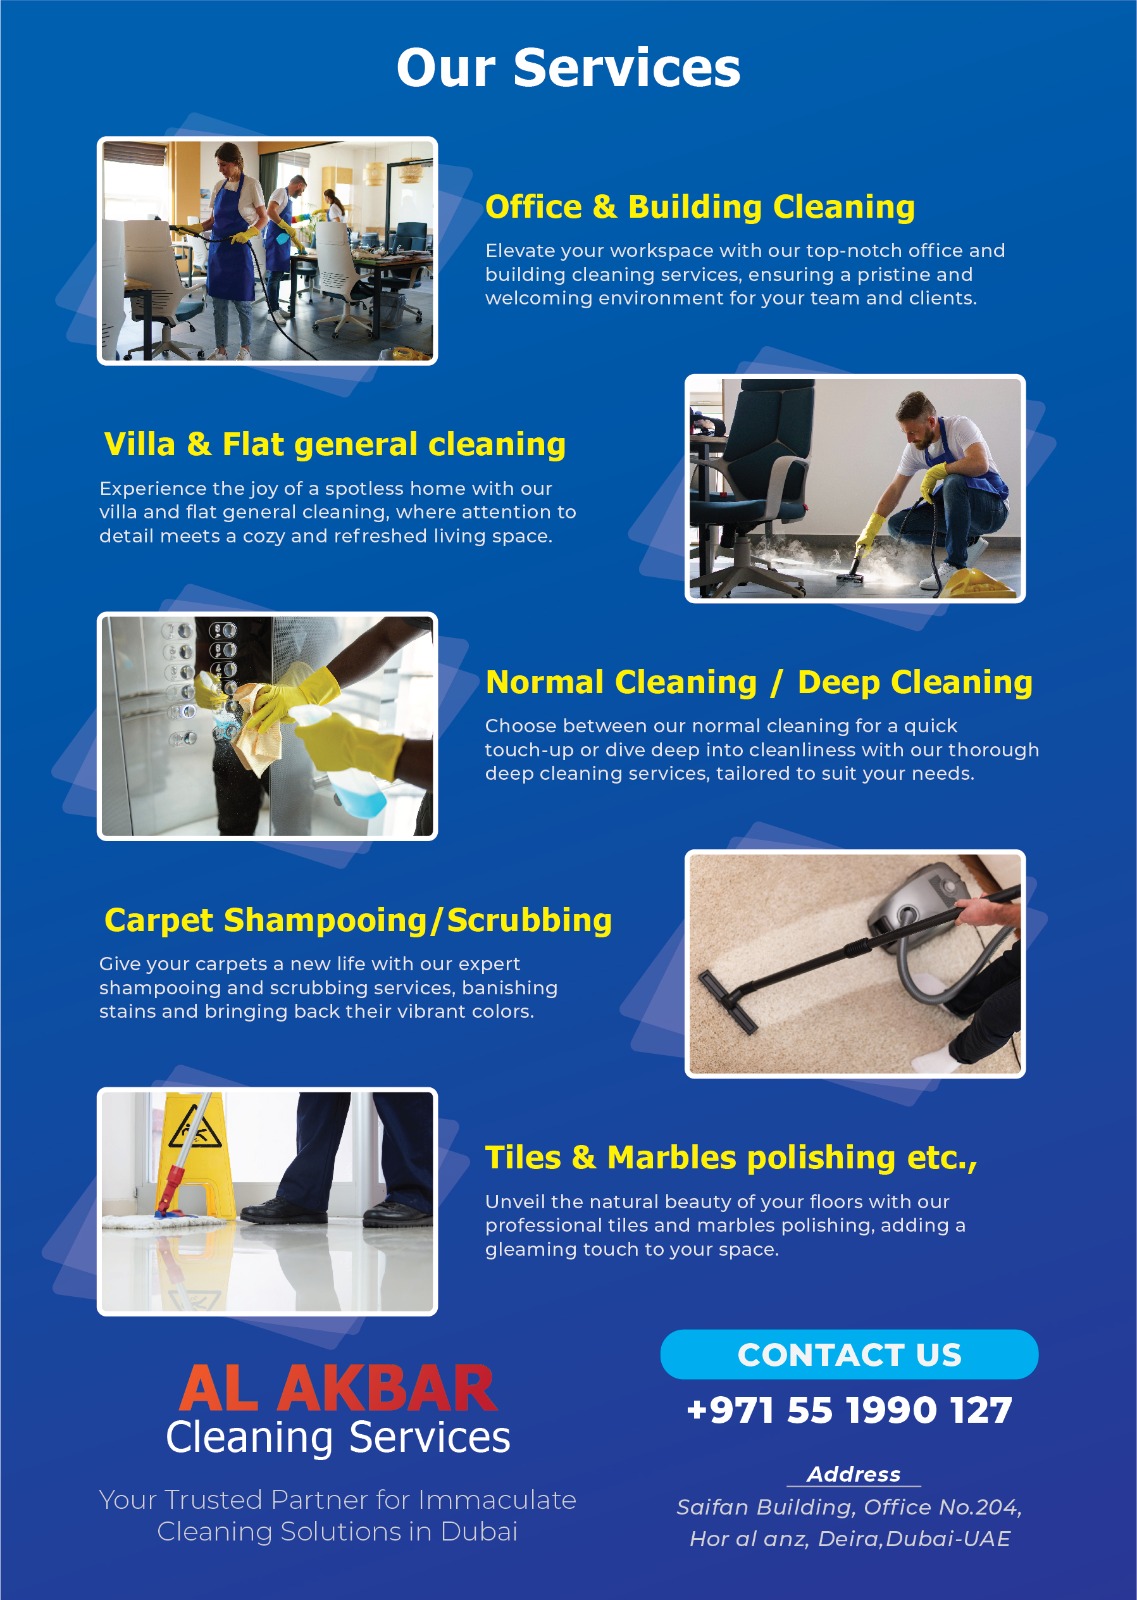 Our Services
Office & Building Cleaning
Elevate your workspace with our top-notch office and
building cleaning services, ensuring a pristine and
welcoming environment for your team and clients.
Villa & Flat general cleaning
Experience the joy of a spotless home with our
villa and flat general cleaning, where attention to
detail meets a cozy and refreshed living space.
Normal Cleaning / Deep Cleaning
Choose between our normal cleaning for a quick
touch-up or dive deep into cleanliness with our thorough
deep cleaning services, tailored to suit your needs.
Carpet Shampooing/Scrubbing
Give your carpets a new life with our expert
shampooing and scrubbing services, banishing
stains and bringing back their vibrant colors.
Tiles & Marbles polishing etc.,
Unveil the natural beauty of your floors with our
professional tiles and marbles polishing, adding a
gleaming touch to your space.
AL AKBAR
Cleaning Services
Your Trusted Partner for Immaculate
Cleaning Solutions in Dubai
CONTACT US
+971 55 1990 127
Address
Saifan Building, Office No.204,
Hor al anz, Deira,Dubai-UAE